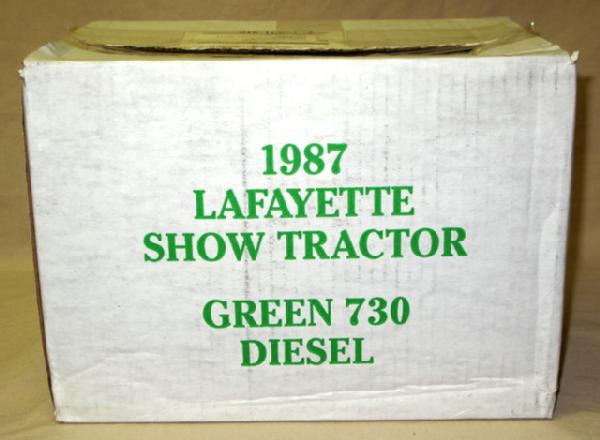 1987
LAFAYETTE
SHOW TRACTOR
GREEN 730
DIESEL